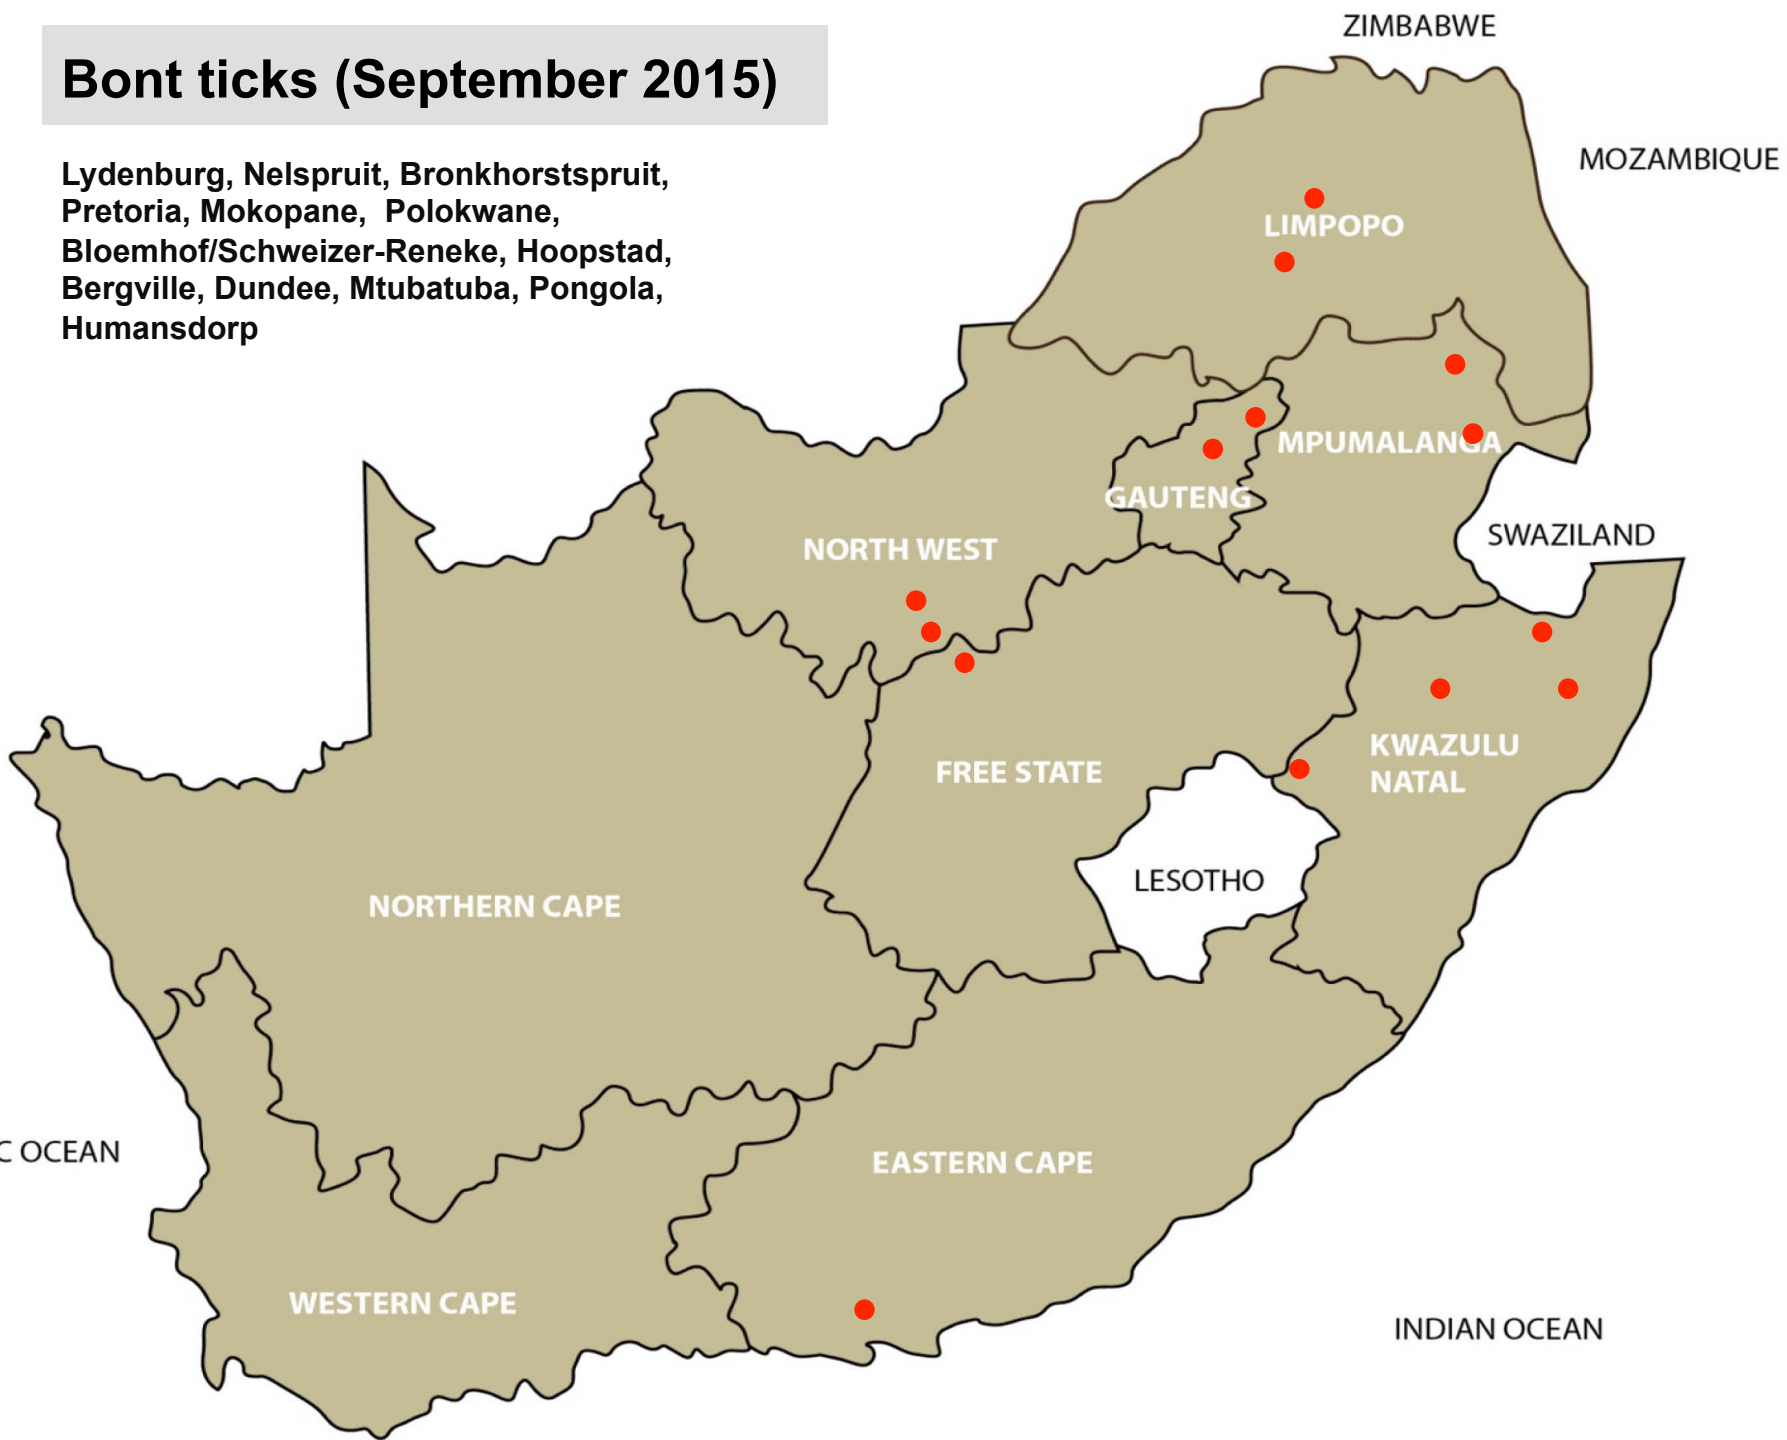 Bont ticks (September 2015)
Lydenburg, Nelspruit, Bronkhorstspruit,
Pretoria, Mokopane, Polokwane,
Bloemhof/Schweizer-Reneke, Hoopstad,
Bergville, Dundee, Mtubatuba, Pongola,
Humansdorp
ZIMBABWE
MOZAMBIQUE
LIMPOPO
MPUMALANGA
GAUTENG
SWAZILAND
NORTH WEST
KWAZULU
NATAL
FREE STATE
LESOTHO
NORTHERN CAPE
C OCEAN
EASTERN CAPE
WESTERN CAPE
INDIAN OCEAN